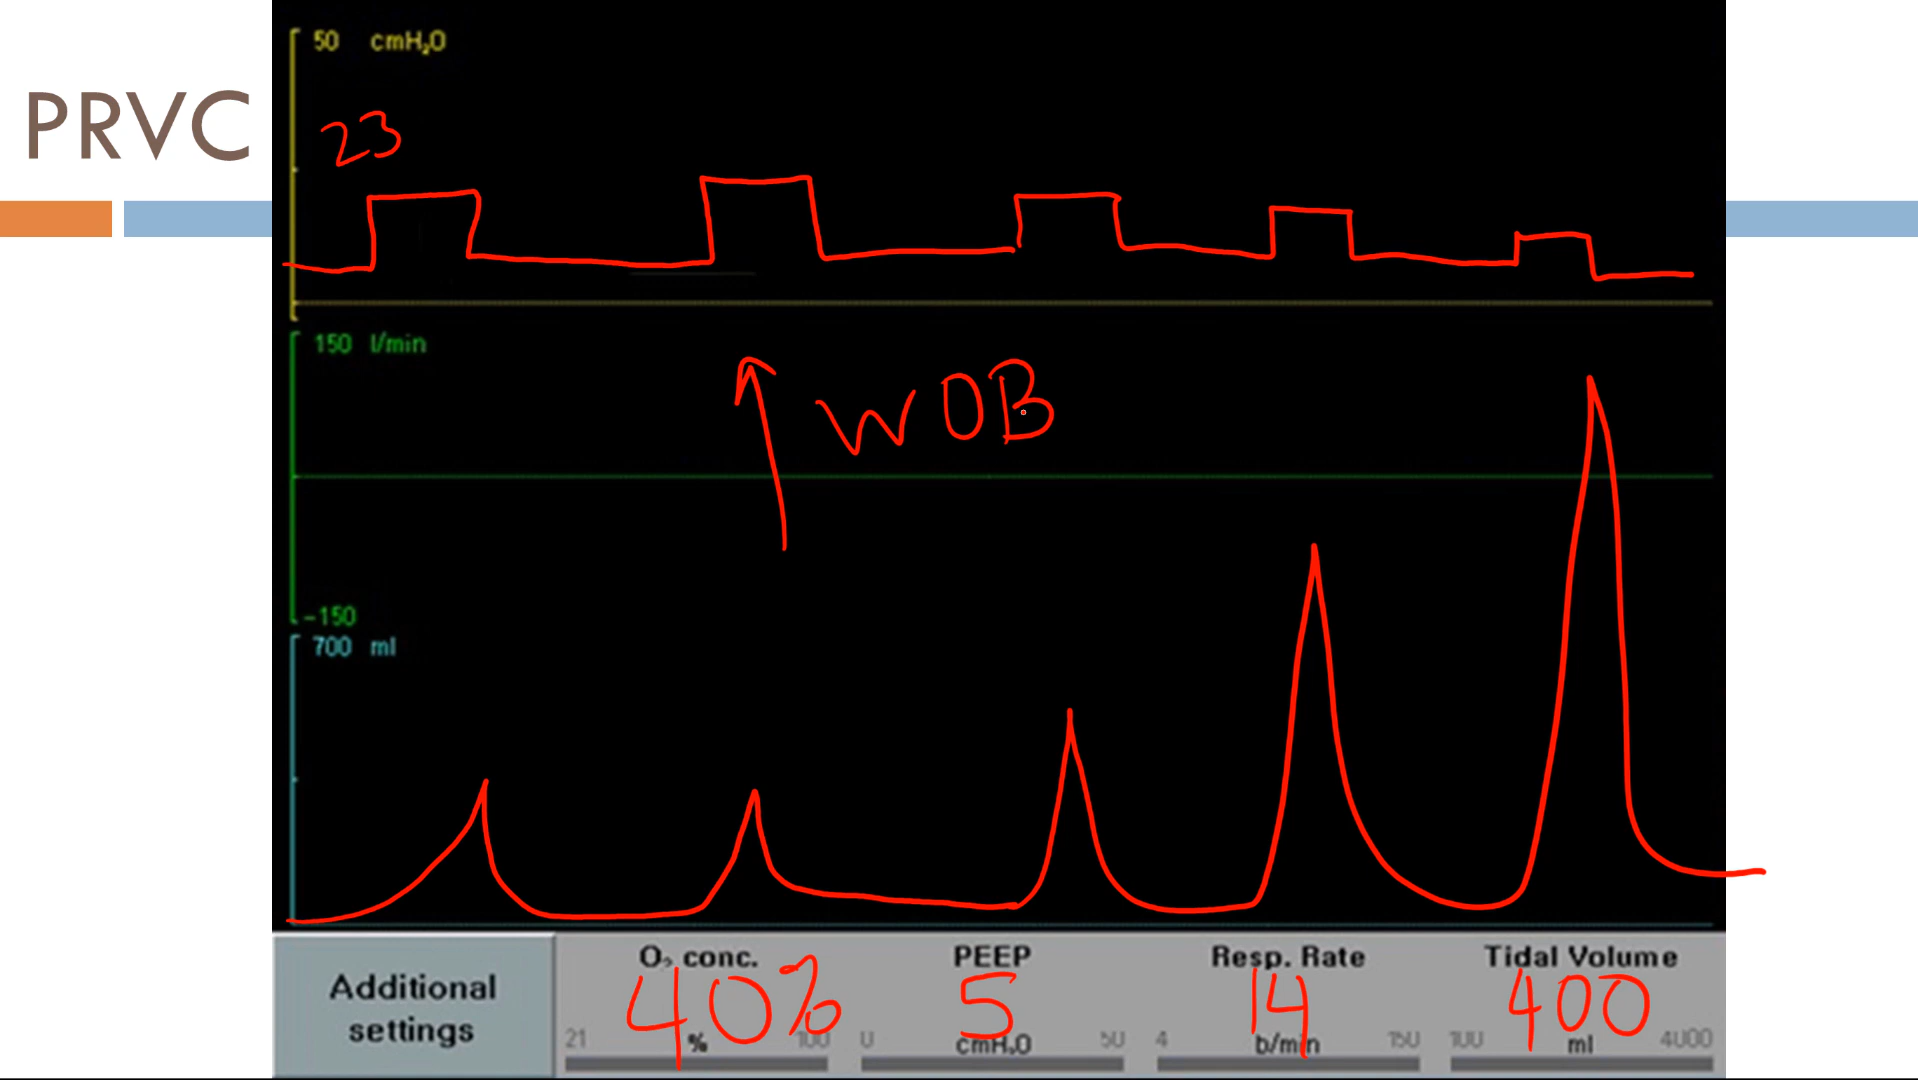 PRVC
50 cmH₂O
23
150 l/min
WOB
-150
700 ml
Additional settings
O₂ conc. PEEP Resp. Rate Tidal Volume
40% 5 14 400
21 % 100 0 cmH₂O 50 4 b/min 150 100 ml 4000